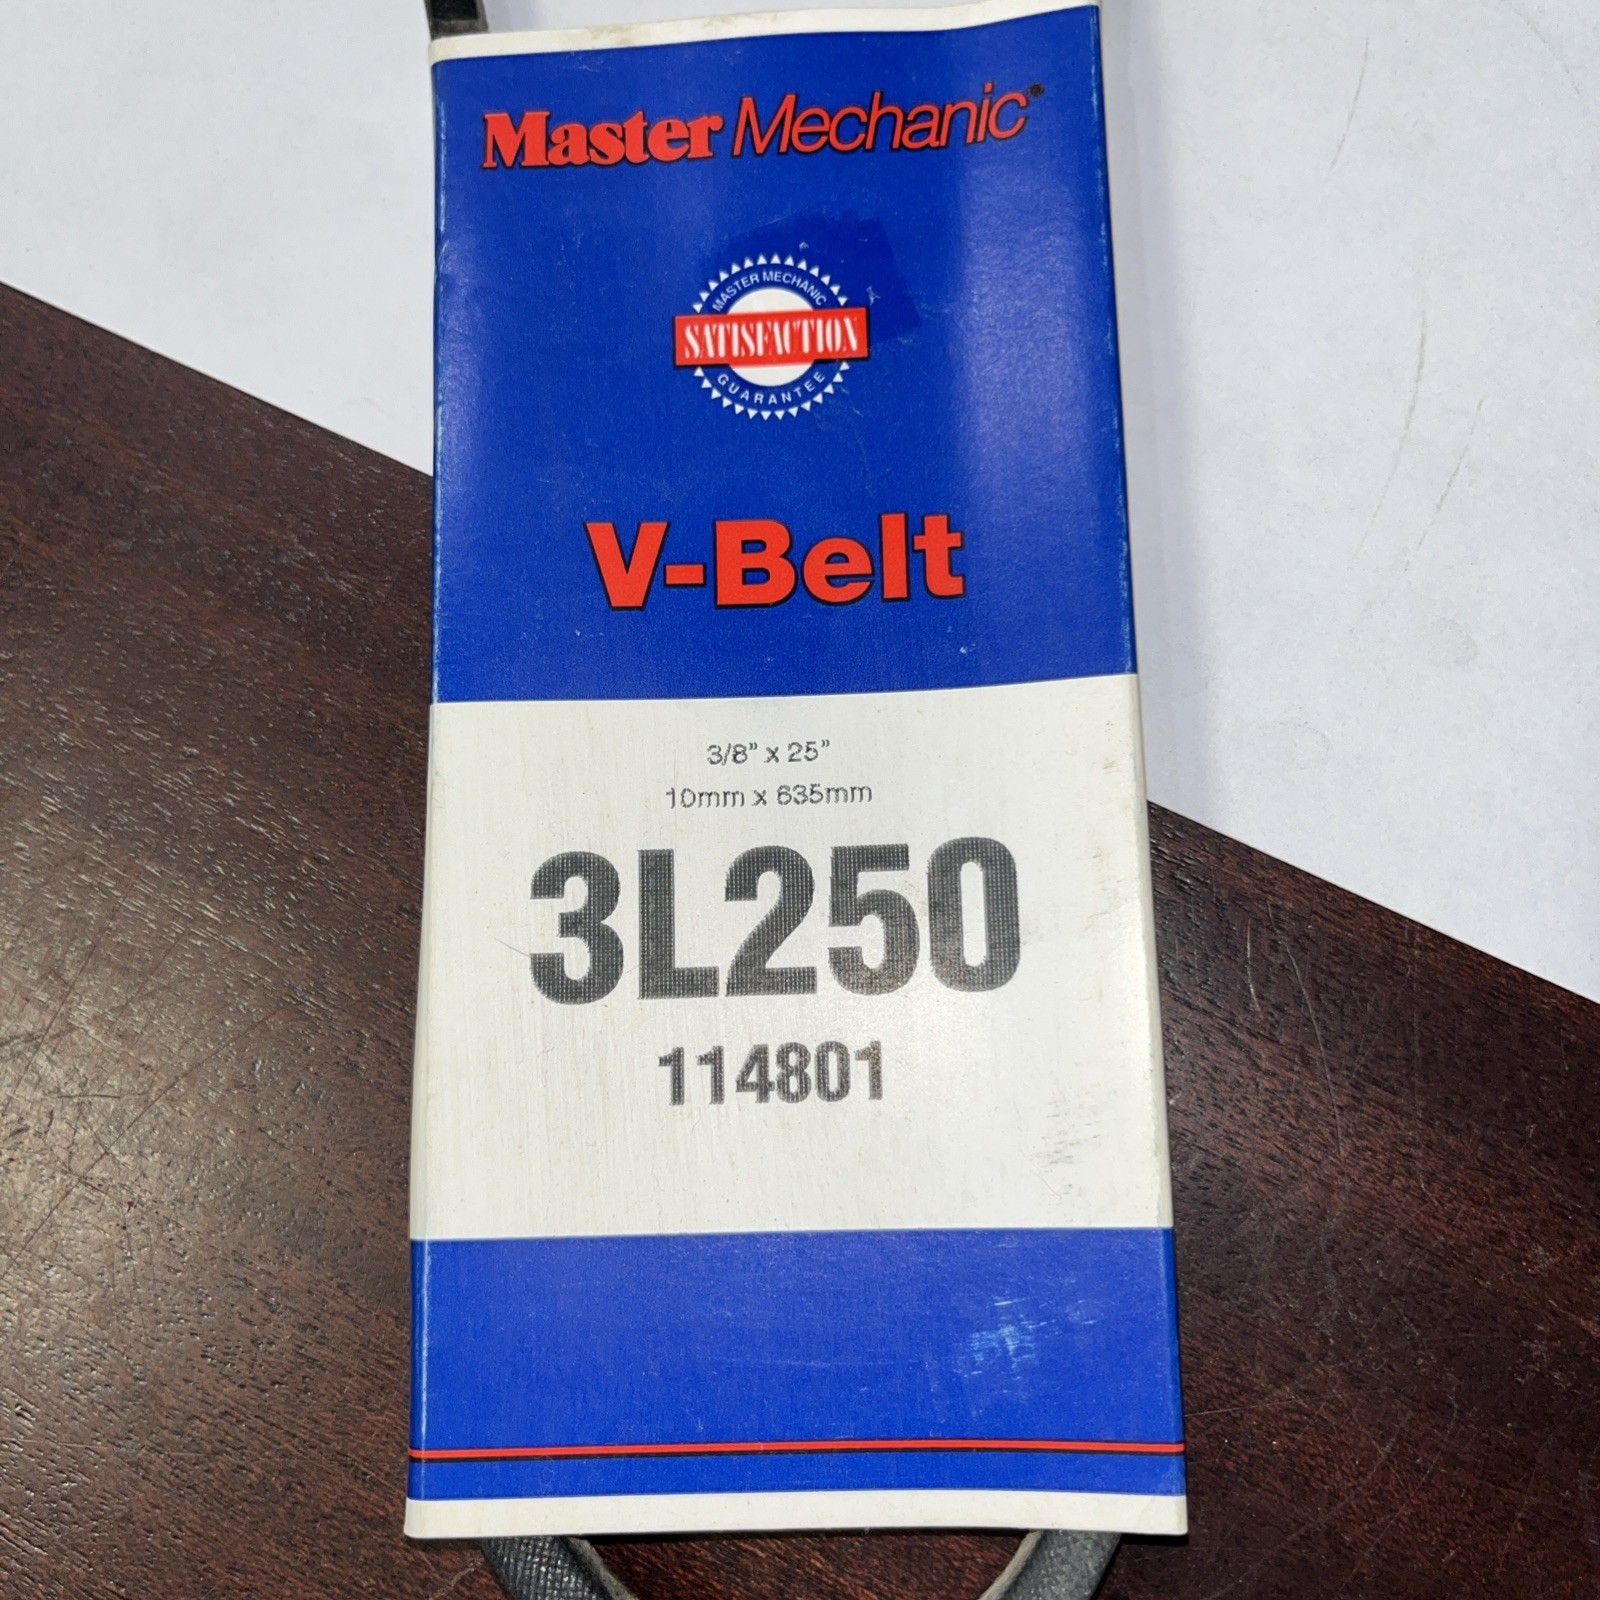 Master Mechanic®
MASTER MECHANIC
SATISFACTION
GUARANTEE
V-Belt
3/8" x 25"
10mm x 635mm
3L250
114801